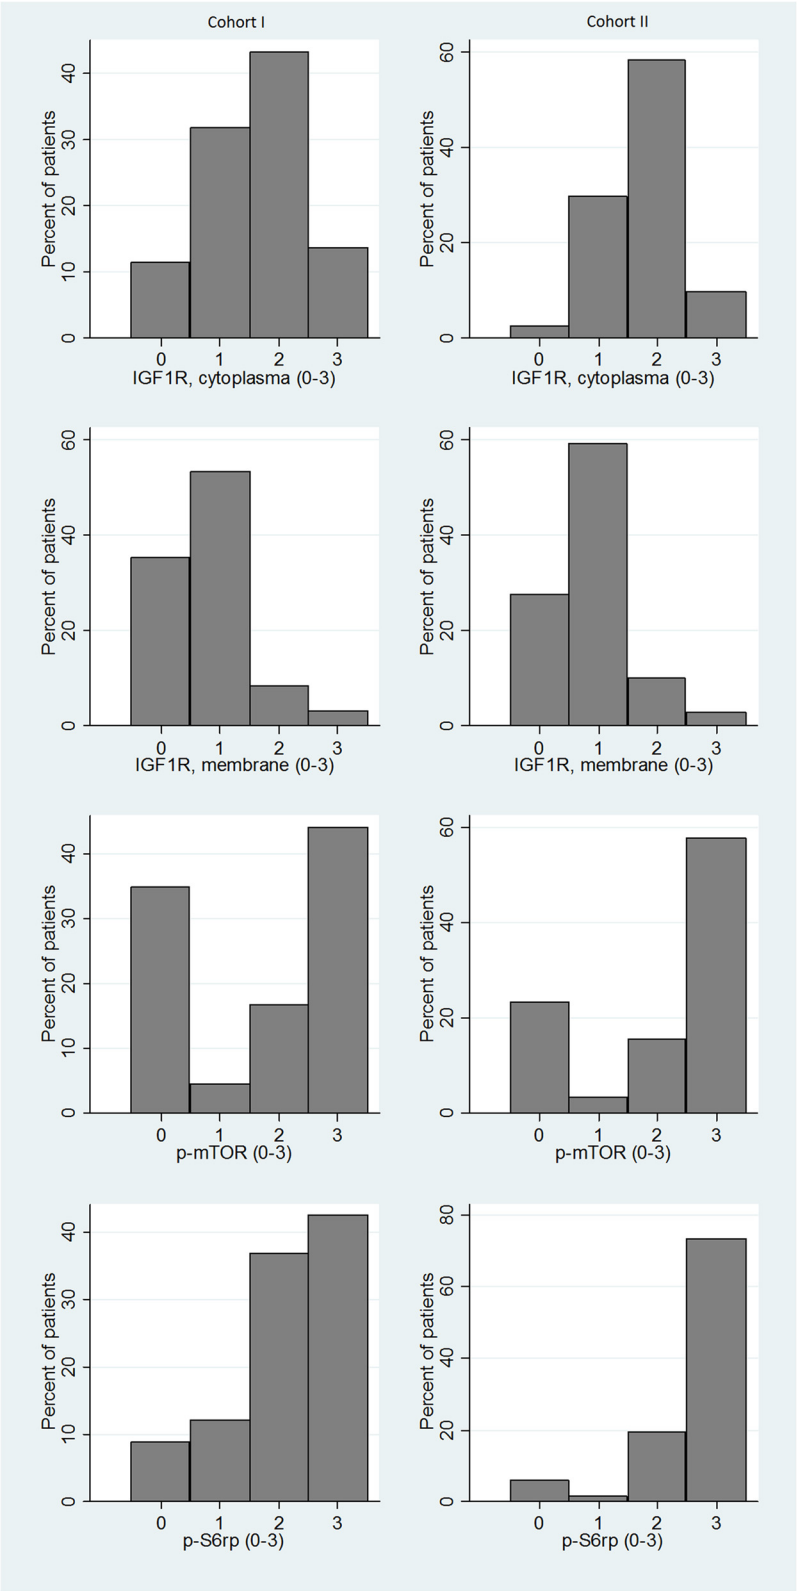 Cohort I
Cohort II
Percent of patients
40
30
20
10
0
0 1 2 3
IGF1R, cytoplasma (0-3)
Percent of patients
60
40
20
0
0 1 2 3
IGF1R, cytoplasma (0-3)
Percent of patients
60
40
20
0
0 1 2 3
IGF1R, membrane (0-3)
Percent of patients
60
40
20
0
0 1 2 3
IGF1R, membrane (0-3)
Percent of patients
40
30
20
10
0
0 1 2 3
p-mTOR (0-3)
Percent of patients
60
40
20
0
0 1 2 3
p-mTOR (0-3)
Percent of patients
40
30
20
10
0
0 1 2 3
p-S6rp (0-3)
Percent of patients
80
60
40
20
0
0 1 2 3
p-S6rp (0-3)